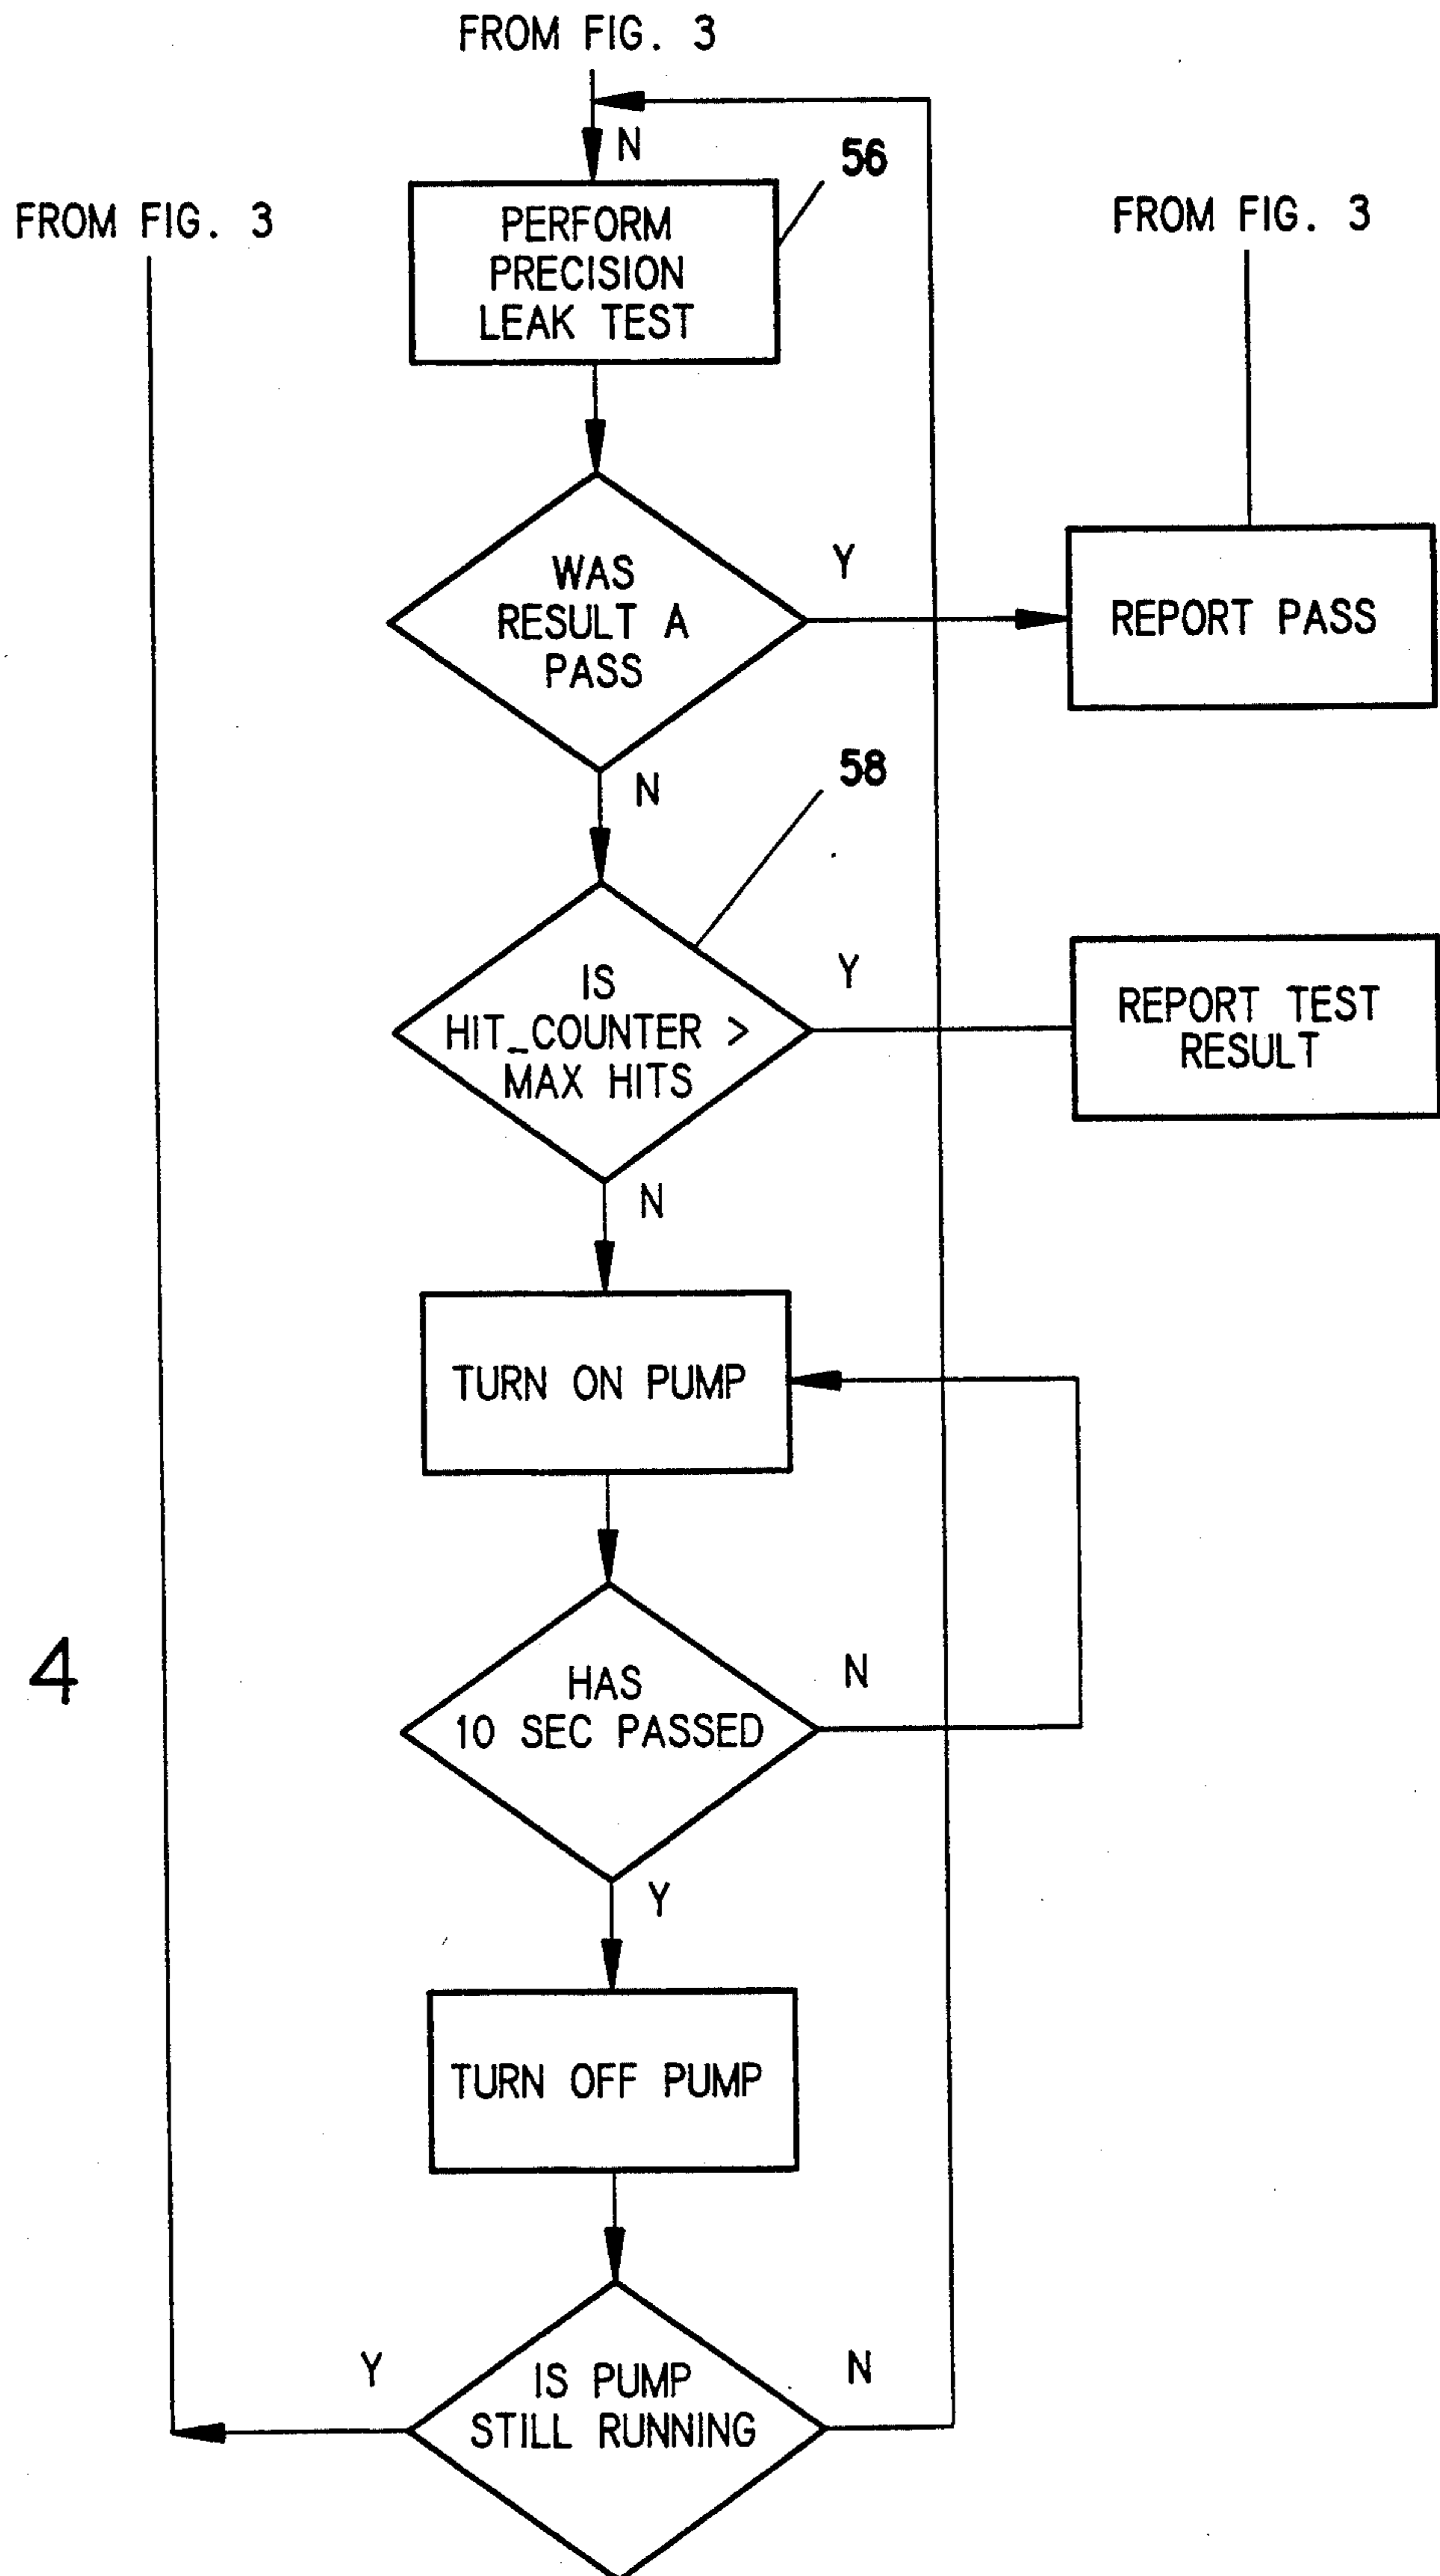 FROM FIG. 3
N
56
FROM FIG. 3
FROM FIG. 3
PERFORM
PRECISION
LEAK TEST
WAS
RESULT A
PASS
Y
REPORT PASS
N
58
IS
HIT_COUNTER >
MAX HITS
Y
REPORT TEST
RESULT
N
TURN ON PUMP
4
HAS
10 SEC PASSED
N
Y
TURN OFF PUMP
Y
IS PUMP
STILL RUNNING
N